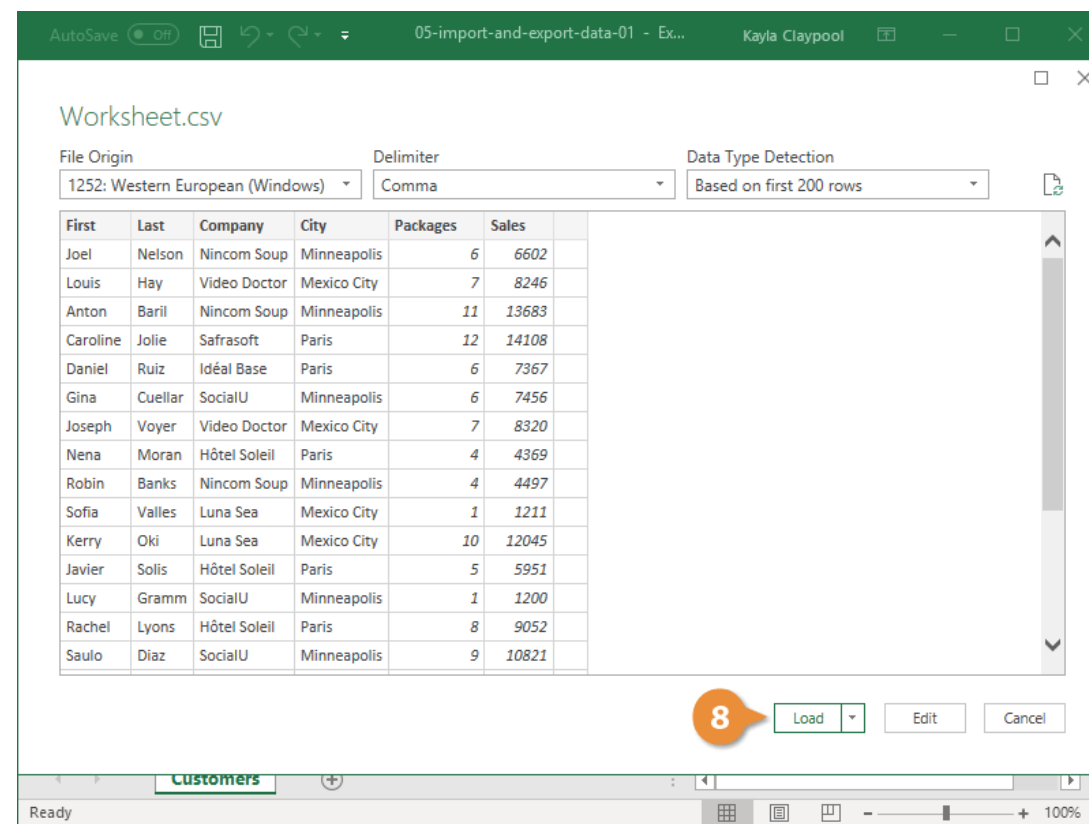 AutoSave Off 05-import-and-export-data-01 - Ex... Kayla Claypool
Worksheet.csv
File Origin Delimiter Data Type Detection
1252: Western European (Windows) Comma Based on first 200 rows
First Last Company City Packages Sales
Joel Nelson Nincom Soup Minneapolis 6 6602
Louis Hay Video Doctor Mexico City 7 8246
Anton Baril Nincom Soup Minneapolis 11 13683
Caroline Jolie Safrasoft Paris 12 14108
Daniel Ruiz Idéal Base Paris 6 7367
Gina Cuellar SocialU Minneapolis 6 7456
Joseph Voyer Video Doctor Mexico City 7 8320
Nena Moran Hôtel Soleil Paris 4 4369
Robin Banks Nincom Soup Minneapolis 4 4497
Sofia Valles Luna Sea Mexico City 1 1211
Kerry Oki Luna Sea Mexico City 10 12045
Javier Solis Hôtel Soleil Paris 5 5951
Lucy Gramm SocialU Minneapolis 1 1200
Rachel Lyons Hôtel Soleil Paris 8 9052
Saulo Diaz SocialU Minneapolis 9 10821
8 Load Edit Cancel
Customers
Ready 100%